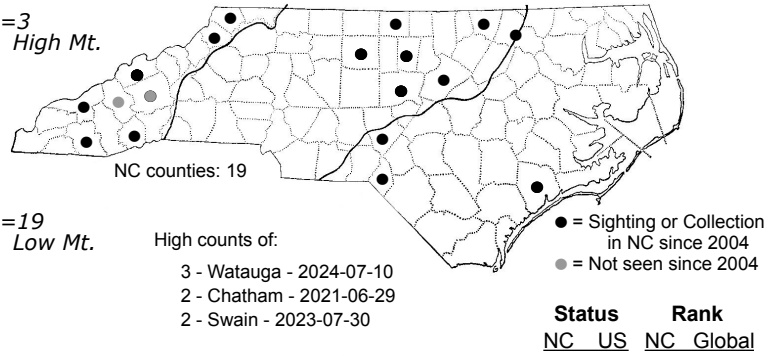 =3
High Mt.
NC counties: 19
=19
Low Mt.
High counts of:
3 - Watauga - 2024-07-10
2 - Chatham - 2021-06-29
2 - Swain - 2023-07-30
= Sighting or Collection
in NC since 2004
= Not seen since 2004
Status Rank
NC US NC Global